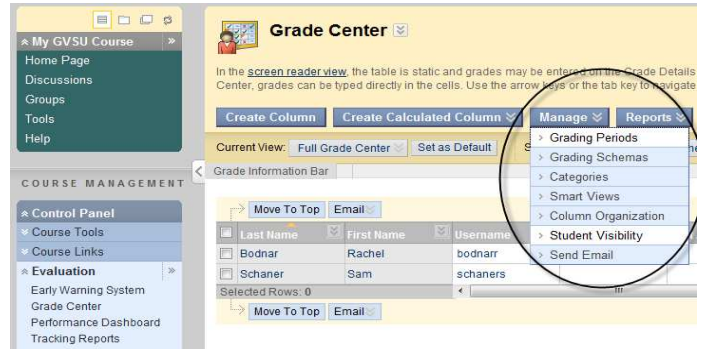 My GVSU Course
Home Page
Discussions
Groups
Tools
Help
COURSE MANAGEMENT
Control Panel
Course Tools
Course Links
Evaluation
Early Warning System
Grade Center
Performance Dashboard
Tracking Reports
Grade Center
In the screen reader view, the table is static and grades may be entered on the Grade Details
Center, grades can be typed directly in the cells. Use the arrow keys or the tab key to navigate
Create Column Create Calculated Column Manage Reports
Current View: Full Grade Center Set as Default
Grading Periods
Grading Schemas
Categories
Smart Views
Column Organization
Student Visibility
Send Email
Grade Information Bar
Move To Top Email
Last Name First Name Username
Bodnar Rachel bodnarr
Schaner Sam schaners
Selected Rows: 0
Move To Top Email